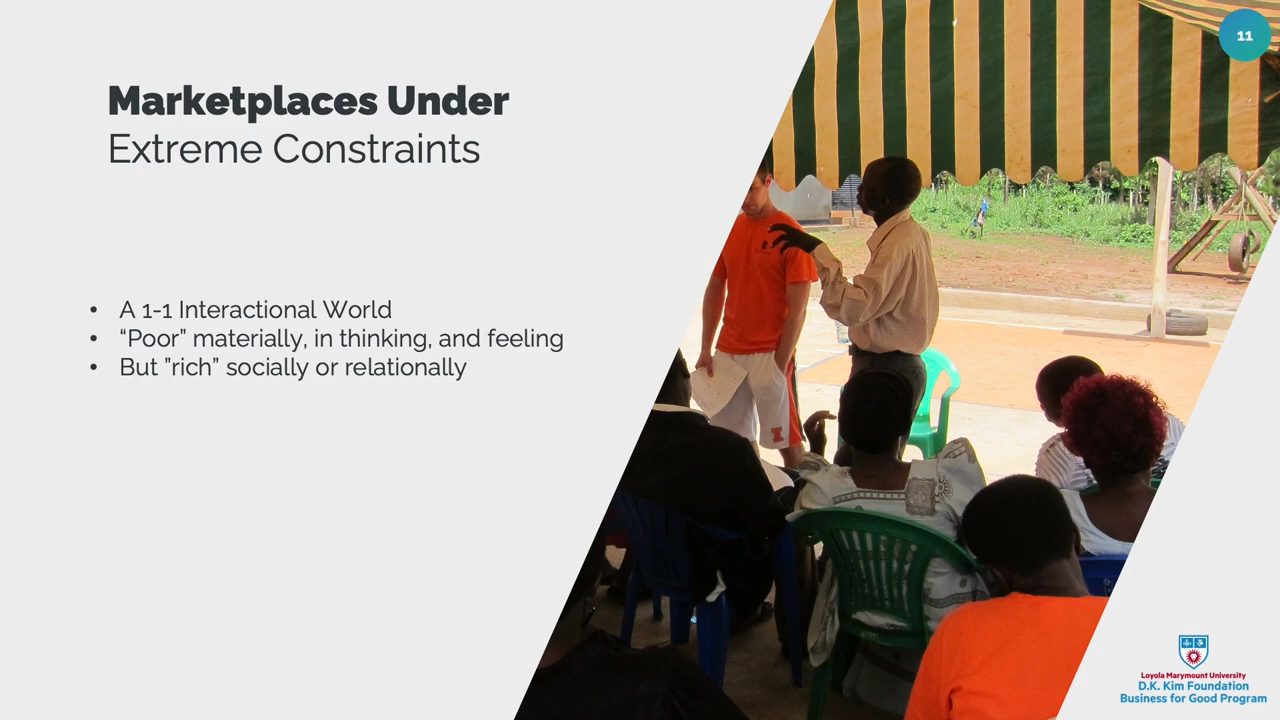 11
Marketplaces Under
Extreme Constraints
• A 1-1 Interactional World
• “Poor” materially, in thinking, and feeling
• But ”rich” socially or relationally
I
Loyola Marymount University
D.K. Kim Foundation
Business for Good Program